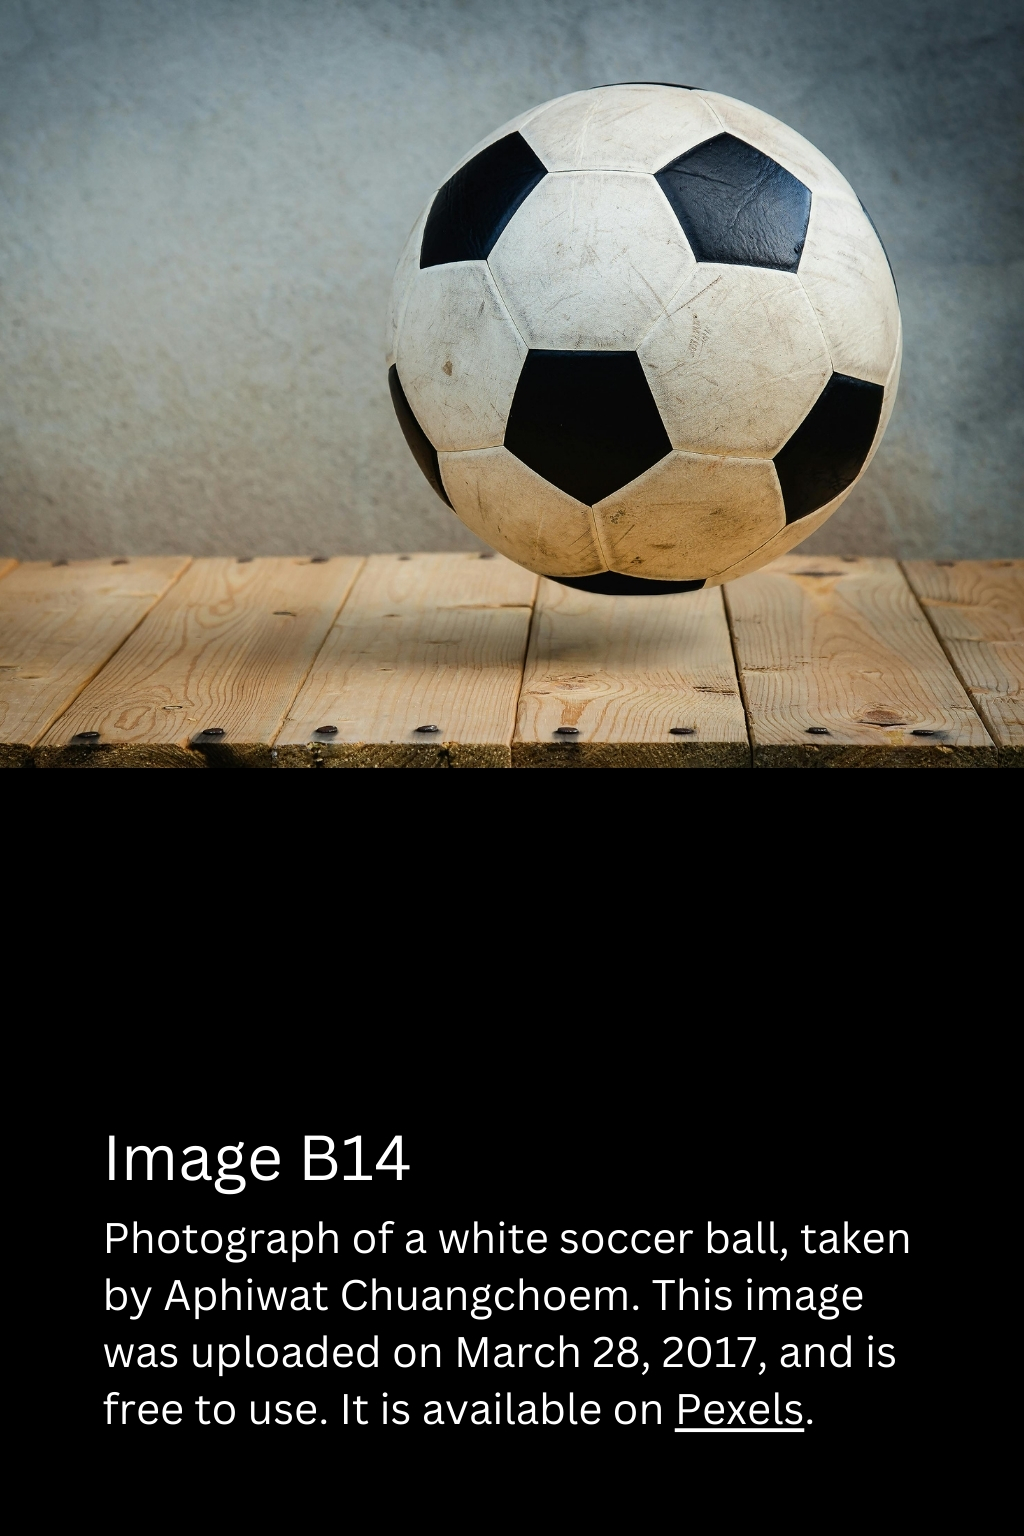 Image B14
Photograph of a white soccer ball, taken
by Aphiwat Chuangchoem. This image
was uploaded on March 28, 2017, and is
free to use. It is available on Pexels.